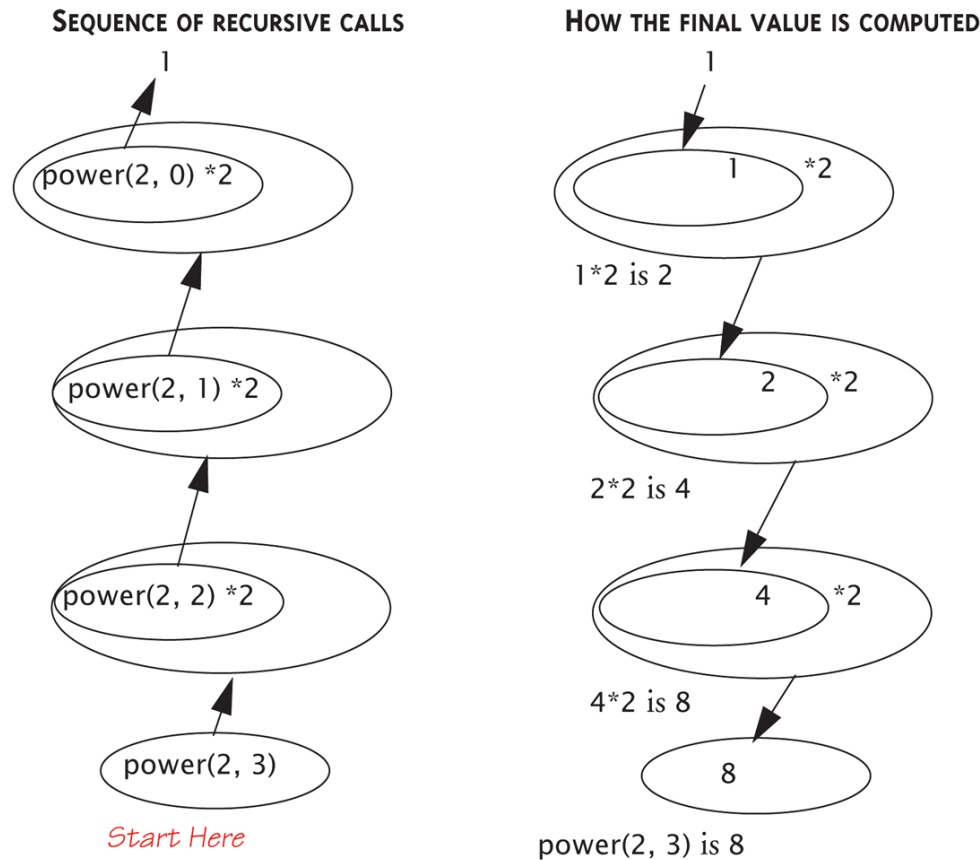 SEQUENCE OF RECURSIVE CALLS
1
power(2, 0) *2
power(2, 1) *2
power(2, 2) *2
power(2, 3)
Start Here
HOW THE FINAL VALUE IS COMPUTED
1
1 *2
1*2 is 2
2 *2
2*2 is 4
4 *2
4*2 is 8
8
power(2, 3) is 8